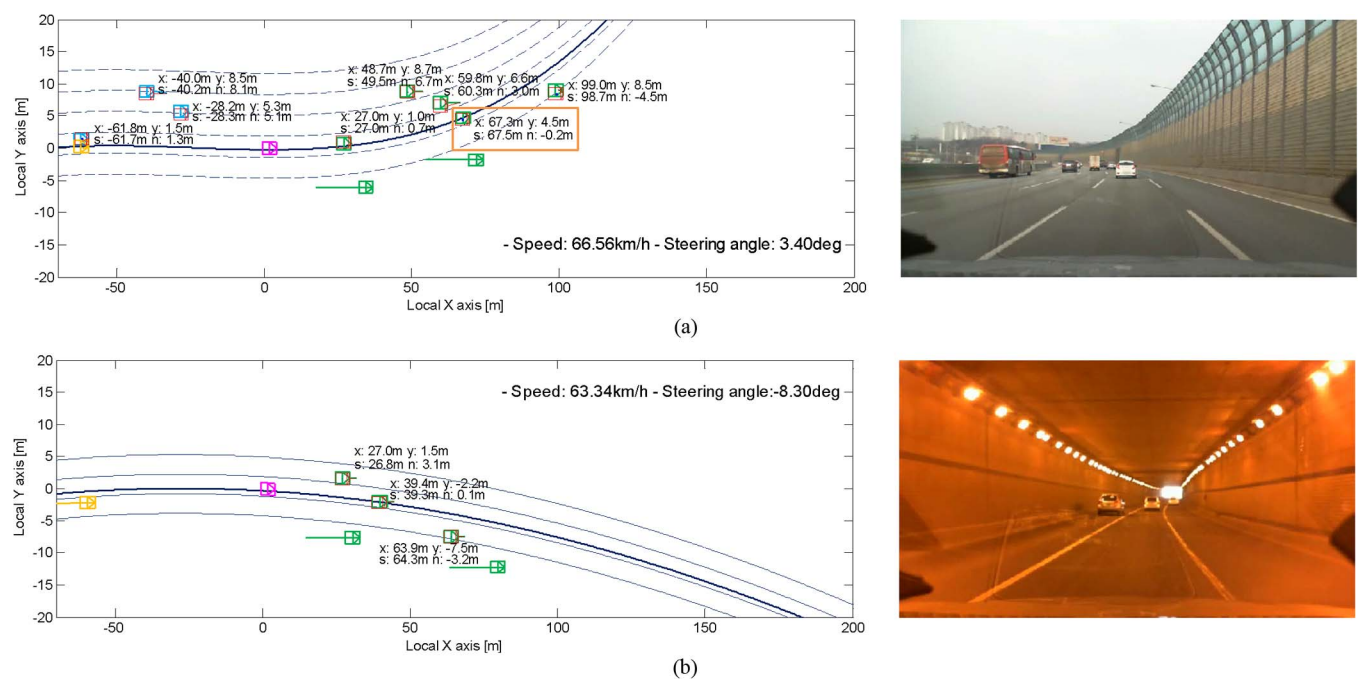 (a)
20
15
10
5
0
-5
-10
-15
-20
Local Y axis [m]
x: -40.0m y: 8.5m
s: -40.2m n: 8.1m
x: -28.2m y: 5.3m
s: -28.3m n: 5.1m
x: -61.8m y: 1.5m
s: -61.7m n: 1.3m
x: 48.7m y: 8.7m
s: 49.5m n: 6.7m
x: 59.8m y: 6.6m
s: 60.3m n: 3.0m
x: 99.0m y: 8.5m
s: 98.7m n: -4.5m
x: 27.0m y: 1.0m
s: 27.0m n: 0.7m
x: 67.3m y: 4.5m
s: 67.5m n: -0.2m
- Speed: 66.56km/h - Steering angle: 3.40deg
-50 0 50 100 150 200
Local X axis [m]
(a)
20
15
10
5
0
-5
-10
-15
-20
Local Y axis [m]
- Speed: 63.34km/h - Steering angle:-8.30deg
x: 27.0m y: 1.5m
s: 26.8m n: 3.1m
x: 39.4m y: -2.2m
s: 39.3m n: 0.1m
x: 63.9m y: -7.5m
s: 64.3m n: -3.2m
-50 0 50 100 150 200
Local X axis [m]
(b)